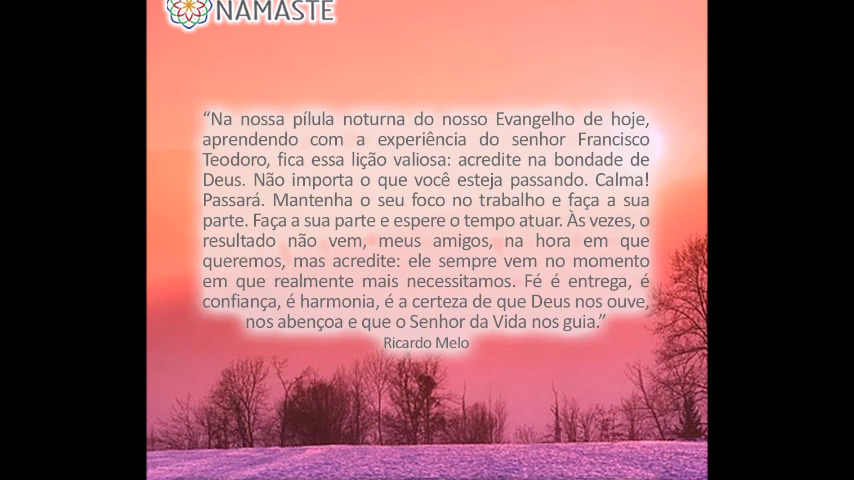 NAMASTÊ
“Na nossa pílula noturna do nosso Evangelho de hoje,
aprendendo com a experiência do senhor Francisco
Teodoro, fica essa lição valiosa: acredite na bondade de
Deus. Não importa o que você esteja passando. Calma!
Passará. Mantenha o seu foco no trabalho e faça a sua
parte. Faça a sua parte e espere o tempo atuar. Às vezes, o
resultado não vem, meus amigos, na hora em que
queremos, mas acredite: ele sempre vem no momento
em que realmente mais necessitamos. Fé é entrega, é
confiança, é harmonia, é a certeza de que Deus nos ouve,
nos abençoa e que o Senhor da Vida nos guia.”
Ricardo Melo